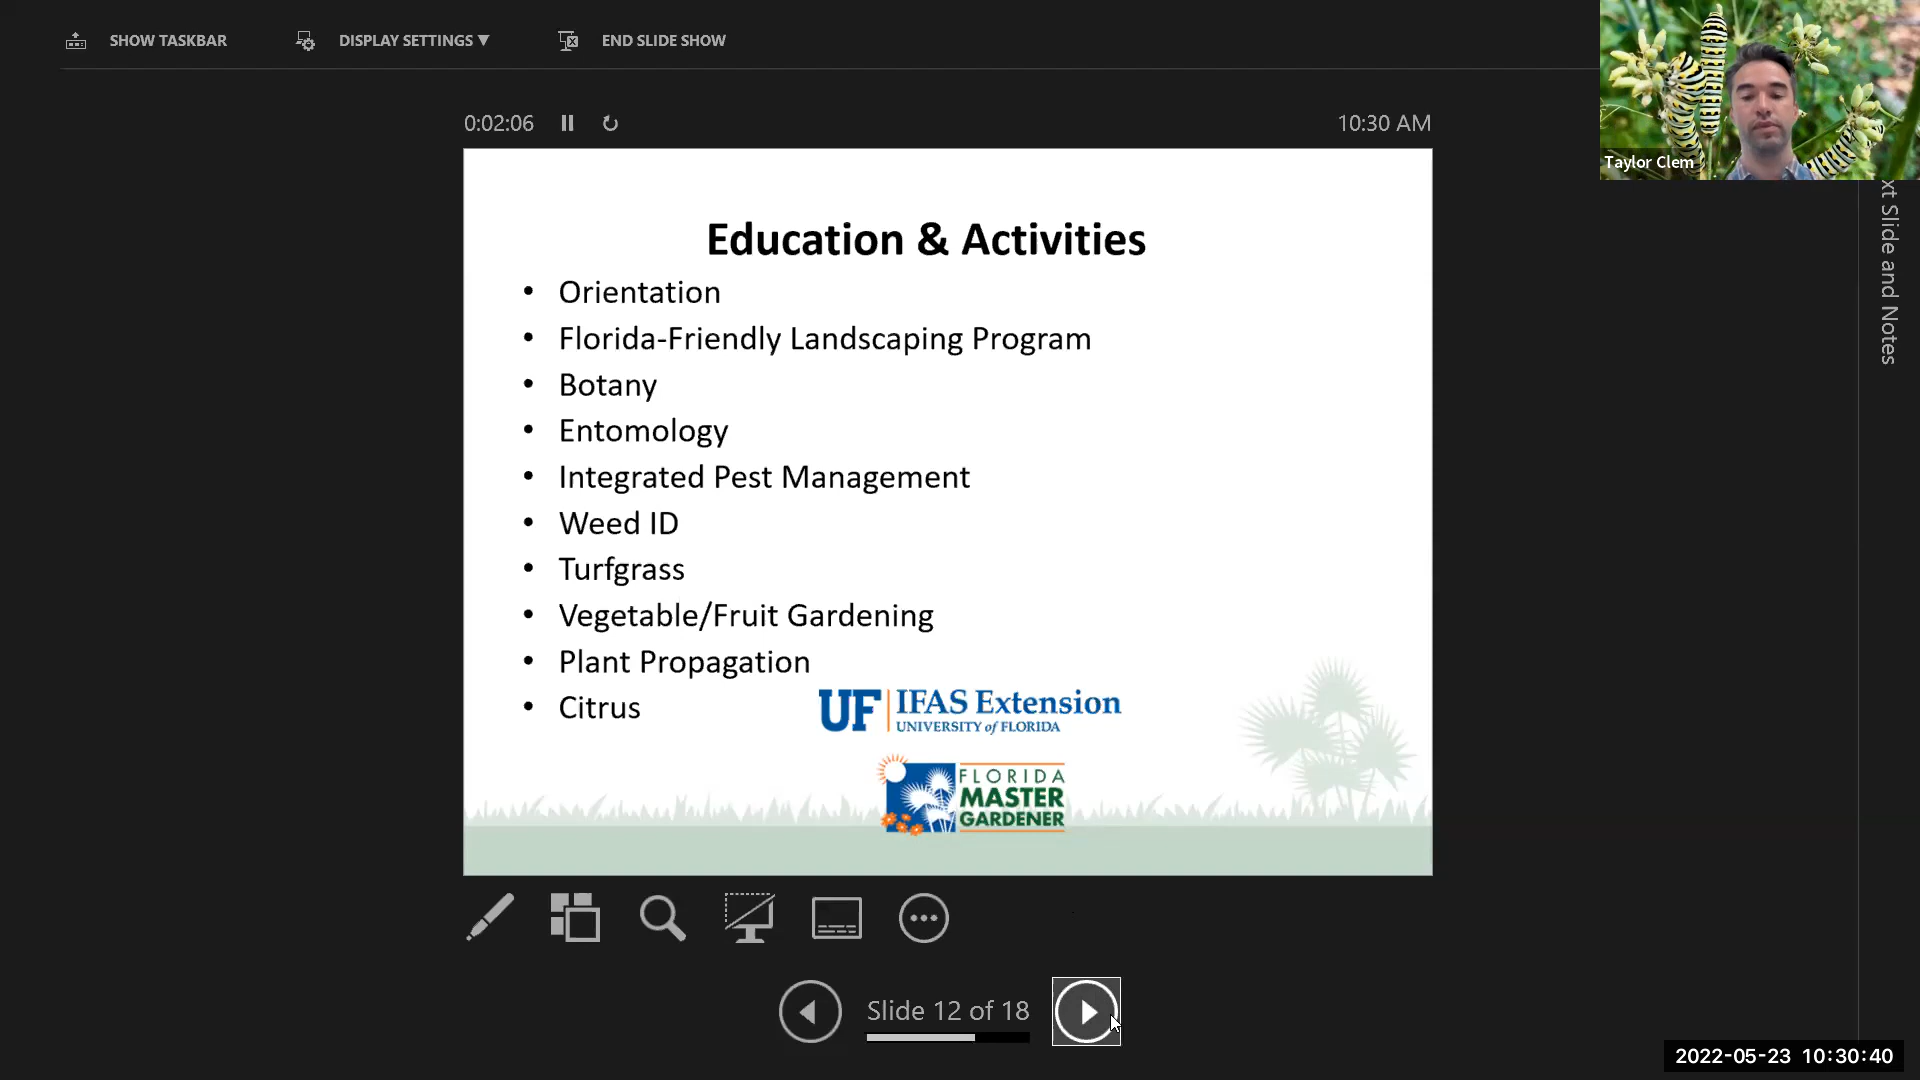 SHOW TASKBAR
DISPLAY SETTINGS ▼
END SLIDE SHOW
Taylor Clem
0:02:06
10:30 AM
xt Slide and Notes
Education & Activities
• Orientation
• Florida-Friendly Landscaping Program
• Botany
• Entomology
• Integrated Pest Management
• Weed ID
• Turfgrass
• Vegetable/Fruit Gardening
• Plant Propagation
• Citrus
UF IFAS Extension
UNIVERSITY of FLORIDA
FLORIDA
MASTER
GARDENER
Slide 12 of 18
2022-05-23 10:30:40